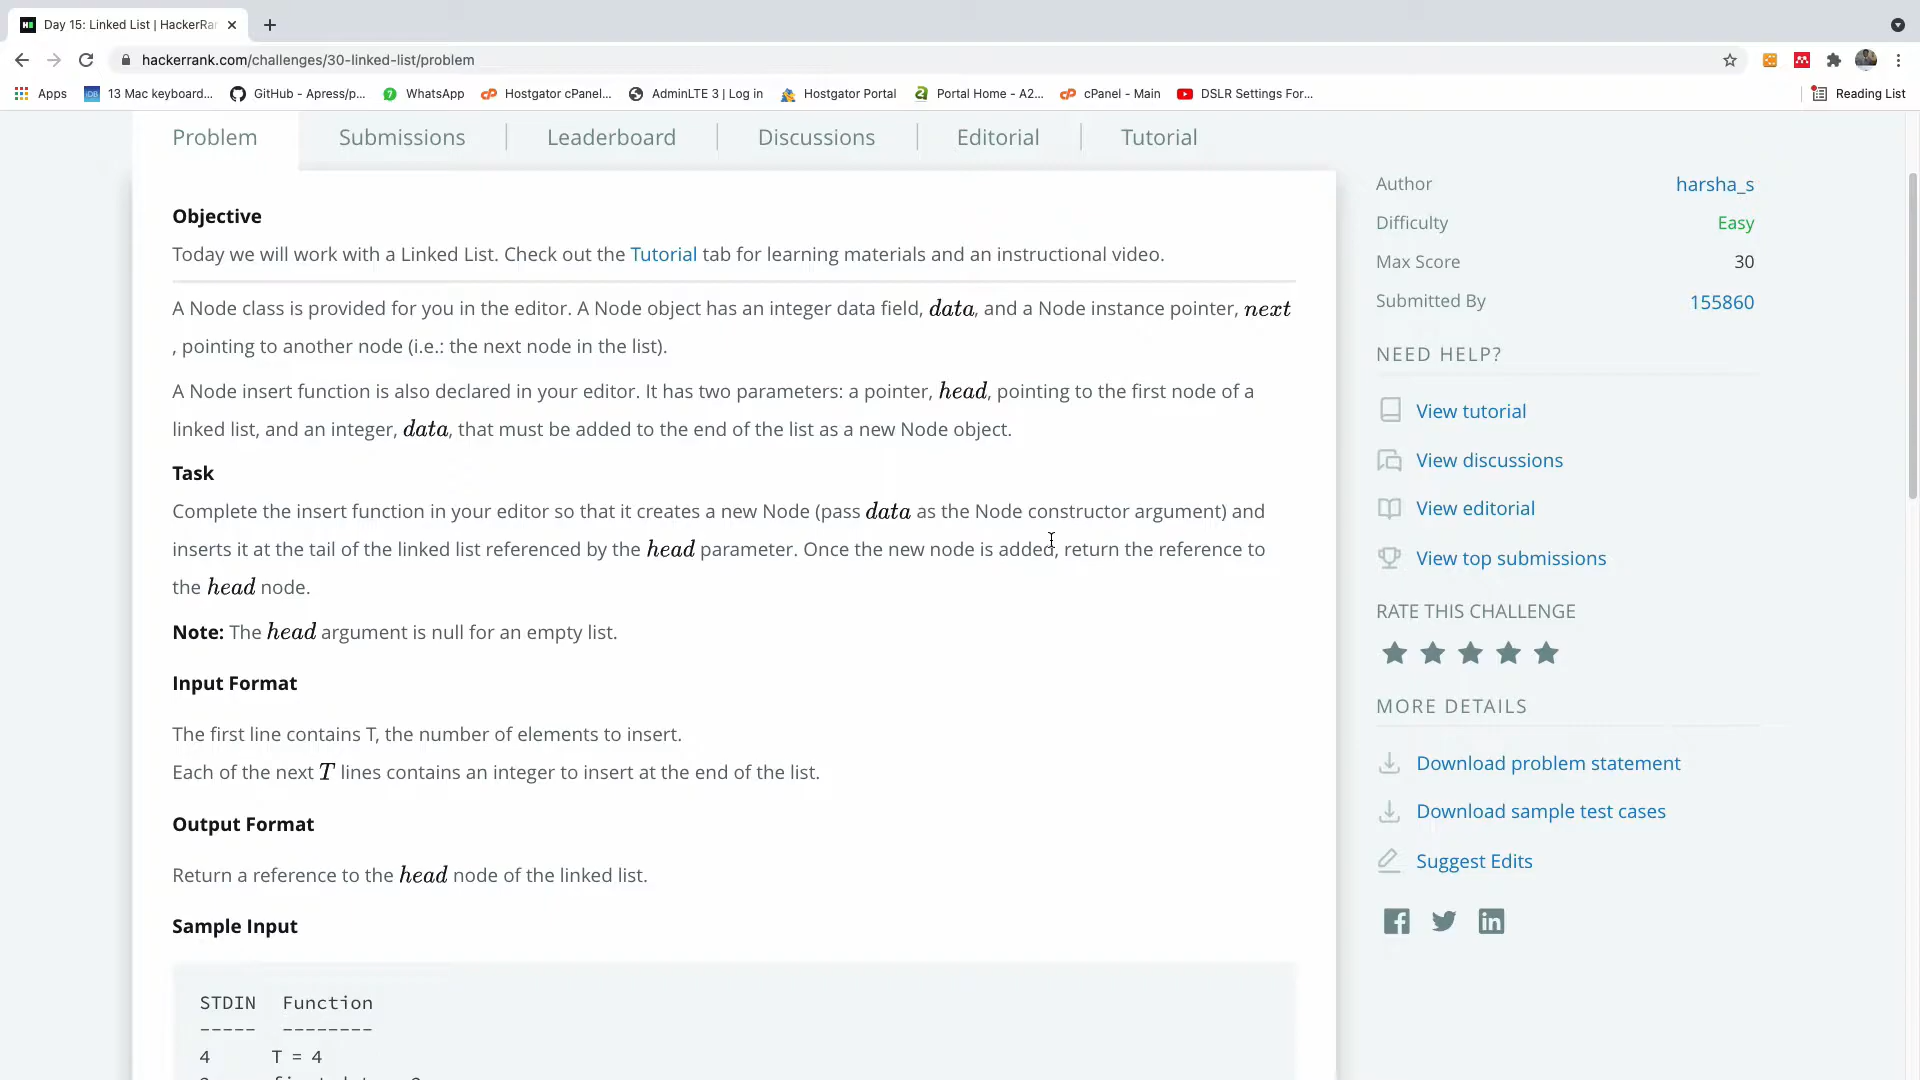 Day 15: Linked List | HackerRan
hackerrank.com/challenges/30-linked-list/problem
Apps
13 Mac keyboard...
GitHub - Apress/p...
WhatsApp
Hostgator cPanel...
AdminLTE 3 | Log in
Hostgator Portal
Portal Home - A2...
cPanel - Main
DSLR Settings For...
Reading List
Problem
Submissions
Leaderboard
Discussions
Editorial
Tutorial
Objective
Today we will work with a Linked List. Check out the Tutorial tab for learning materials and an instructional video.
A Node class is provided for you in the editor. A Node object has an integer data field, data, and a Node instance pointer, next
, pointing to another node (i.e.: the next node in the list).
A Node insert function is also declared in your editor. It has two parameters: a pointer, head, pointing to the first node of a
linked list, and an integer, data, that must be added to the end of the list as a new Node object.
Task
Complete the insert function in your editor so that it creates a new Node (pass data as the Node constructor argument) and
inserts it at the tail of the linked list referenced by the head parameter. Once the new node is added, return the reference to
the head node.
Note: The head argument is null for an empty list.
Input Format
The first line contains T, the number of elements to insert.
Each of the next T lines contains an integer to insert at the end of the list.
Output Format
Return a reference to the head node of the linked list.
Sample Input
STDIN Function
----- --------
4 T = 4
Author harsha_s
Difficulty Easy
Max Score 30
Submitted By 155860
NEED HELP?
View tutorial
View discussions
View editorial
View top submissions
RATE THIS CHALLENGE
MORE DETAILS
Download problem statement
Download sample test cases
Suggest Edits